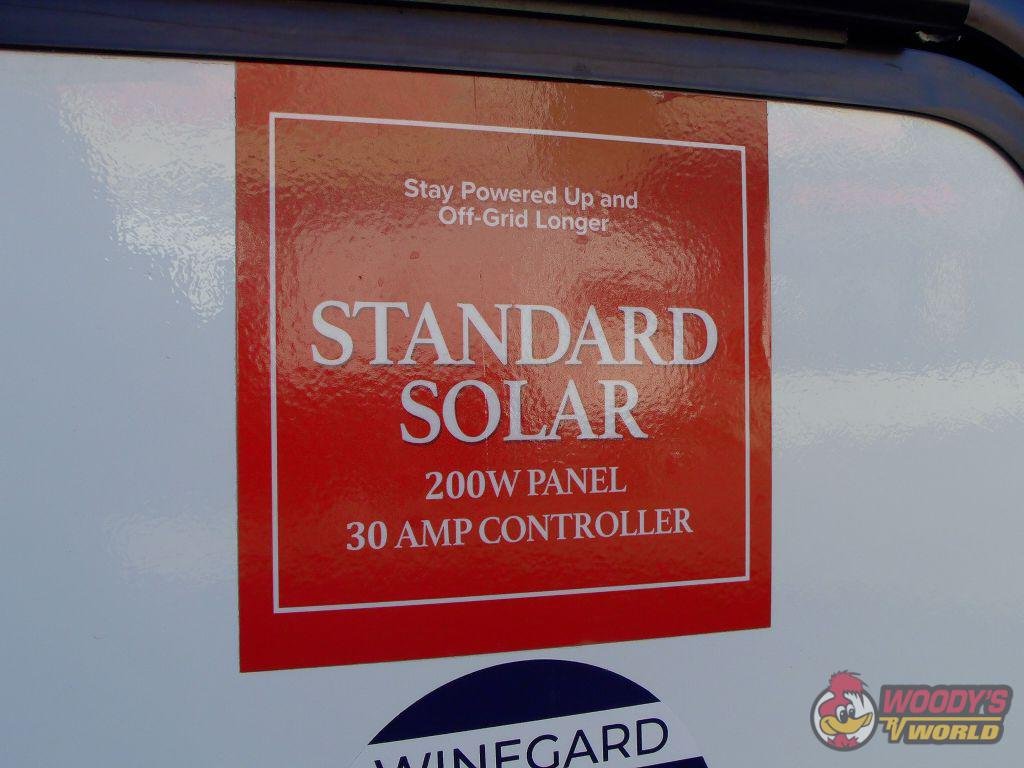 Stay Powered Up and
Off-Grid Longer
STANDARD
SOLAR
200W PANEL
30 AMP CONTROLLER
WINEGARD
WOODY'S
RV WORLD